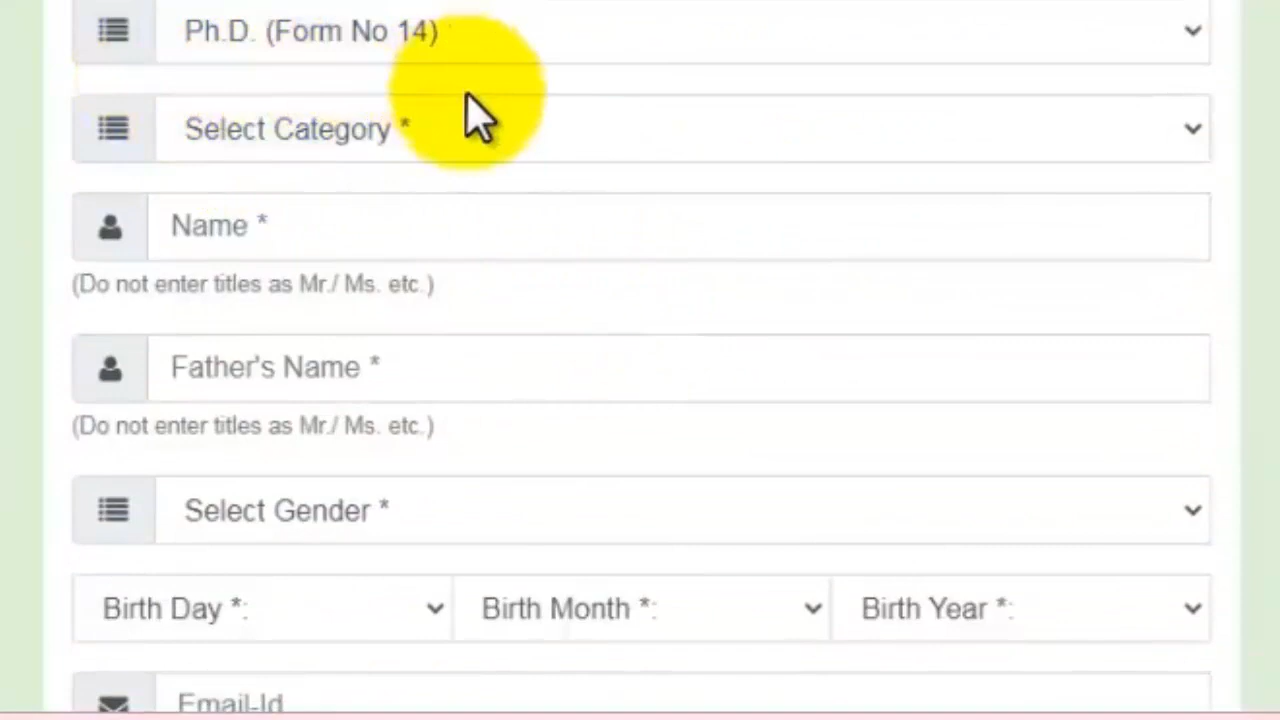 Ph.D. (Form No 14)
Select Category *
Name *
(Do not enter titles as Mr./ Ms. etc.)
Father's Name *
(Do not enter titles as Mr./ Ms. etc.)
Select Gender *
Birth Day *: Birth Month *: Birth Year *:
Email-Id